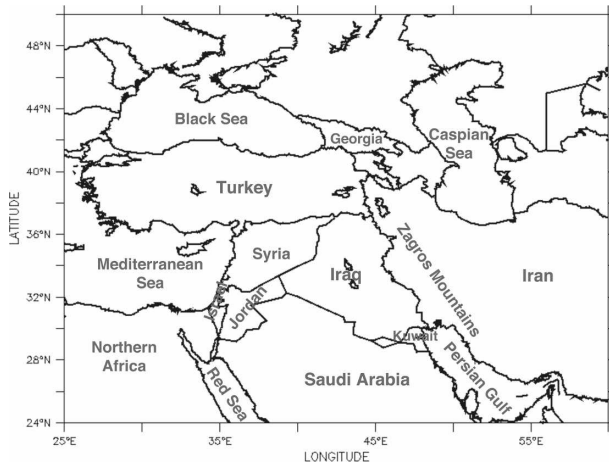 48°N
44°N
40°N
36°N
32°N
28°N
24°N
LATITUDE
Black Sea
Georgia
Caspian
Sea
Turkey
Syria
Mediterranean
Sea
Israel
Jordan
Iraq
Zagros Mountains
Iran
Kuwait
Northern
Africa
Red Sea
Saudi Arabia
Persian Gulf
25°E
35°E
45°E
55°E
LONGITUDE